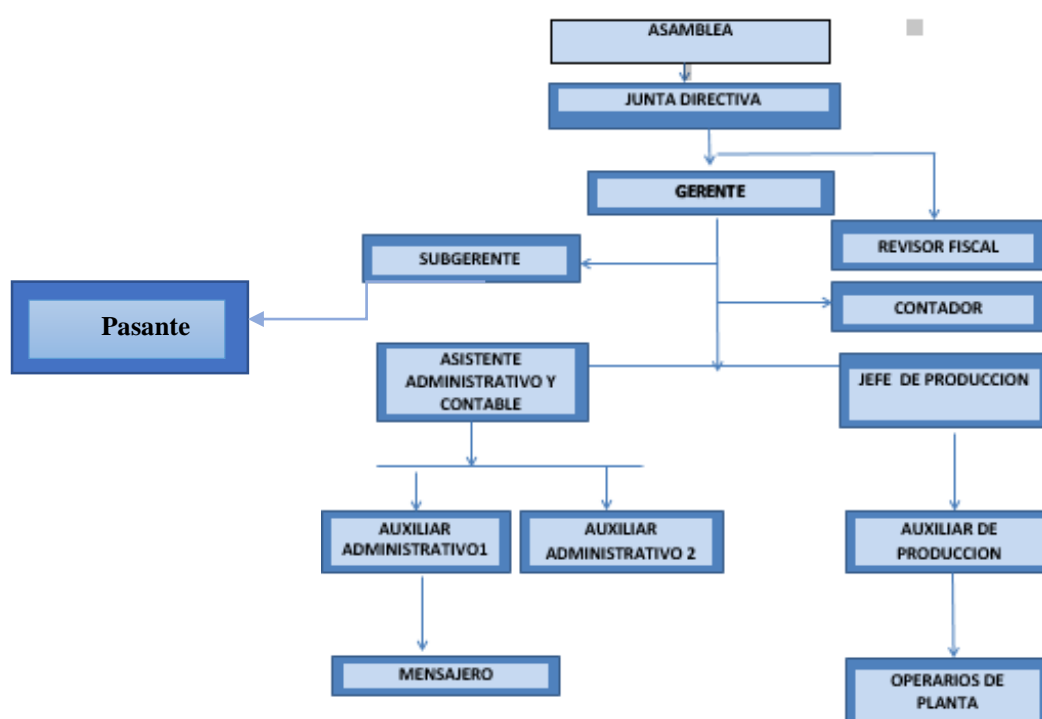 ASAMBLEA
JUNTA DIRECTIVA
GERENTE
REVISOR FISCAL
SUBGERENTE
CONTADOR
Pasante
ASISTENTE
ADMINISTRATIVO Y
CONTABLE
JEFE DE PRODUCCION
AUXILIAR
ADMINISTRATIVO1
AUXILIAR
ADMINISTRATIVO 2
AUXILIAR DE
PRODUCCION
MENSAJERO
OPERARIOS DE
PLANTA